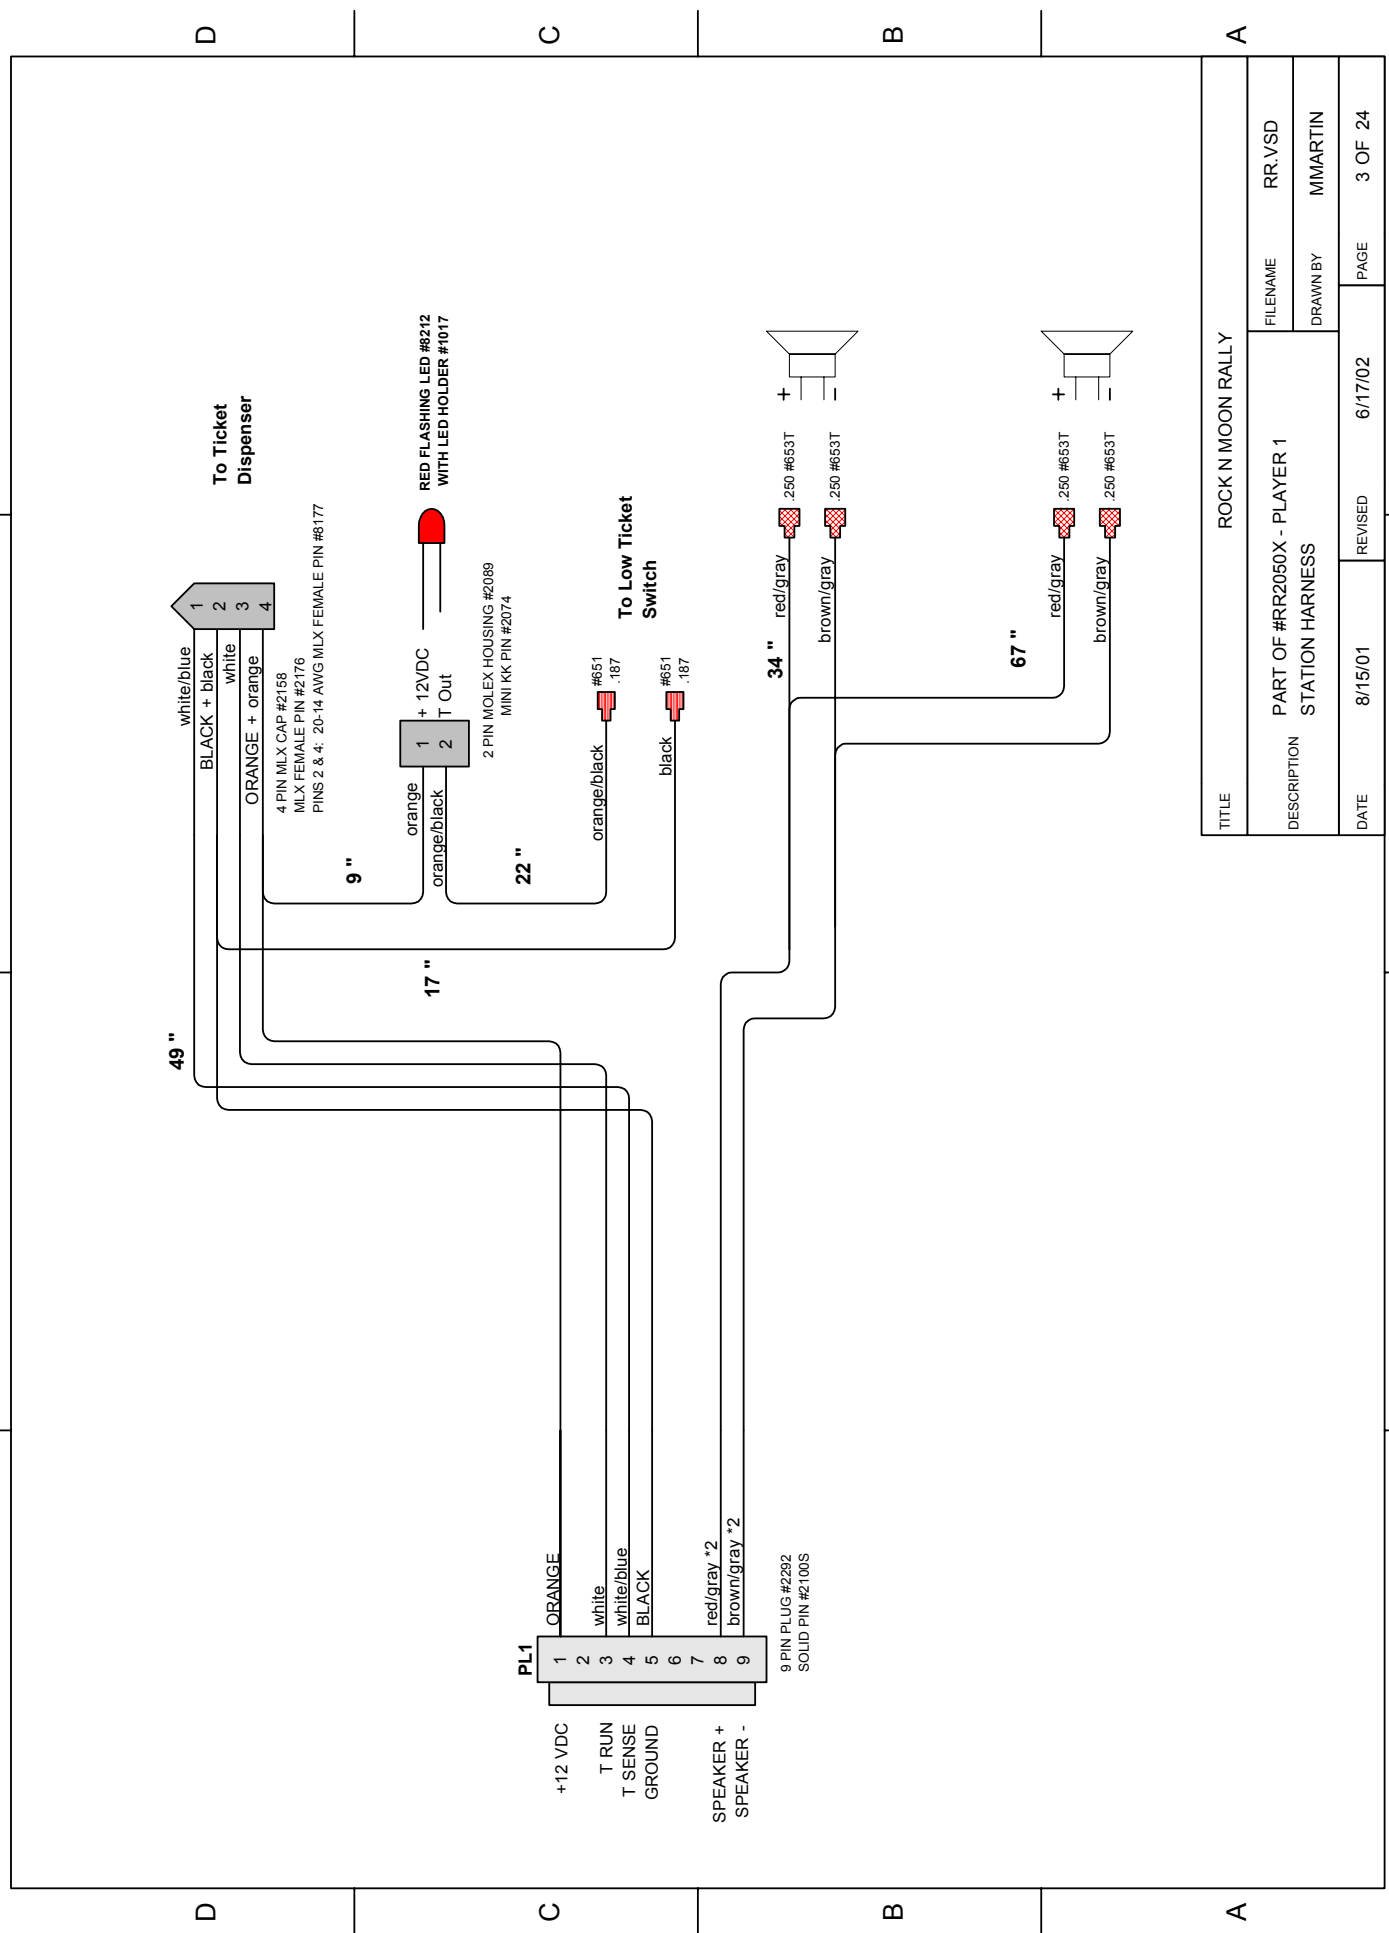 D
C
B
A
49 "
white/blue
BLACK + black
white
ORANGE + orange
1
2
3
4
To Ticket
Dispenser
4 PIN MLX CAP #2158
MLX FEMALE PIN #2176
PINS 2 & 4:  20-14 AWG MLX FEMALE PIN #8177
9 "
17 "
orange
orange/black
1
2
+ 12VDC
T Out
RED FLASHING LED #8212
WITH LED HOLDER #1017
2 PIN MOLEX HOUSING #2089
MINI KK PIN #2074
22 "
orange/black
#651
.187
black
#651
.187
To Low Ticket
Switch
PL1
+12 VDC
T RUN
T SENSE
GROUND
SPEAKER +
SPEAKER -
1
2
3
4
5
6
7
8
9
ORANGE
white
white/blue
BLACK
red/gray *2
brown/gray *2
9 PIN PLUG #2292
SOLID PIN #2100S
34 "
red/gray
.250 #653T
+
brown/gray
.250 #653T
-
67 "
red/gray
.250 #653T
+
brown/gray
.250 #653T
-
TITLE
ROCK N MOON RALLY
DESCRIPTION
PART OF #RR2050X - PLAYER 1
STATION HARNESS
FILENAME
RR.VSD
DRAWN BY
MMARTIN
DATE
8/15/01
REVISED
6/17/02
PAGE
3 OF 24
D
C
B
A